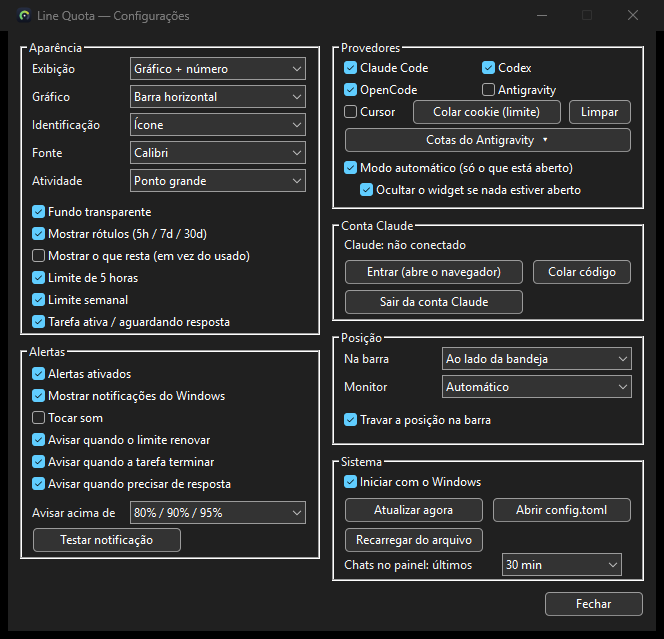 Line Quota — Configurações
Aparência
Exibição Gráfico + número
Gráfico Barra horizontal
Identificação Ícone
Fonte Calibri
Atividade Ponto grande
Fundo transparente
Mostrar rótulos (5h / 7d / 30d)
Mostrar o que resta (em vez do usado)
Limite de 5 horas
Limite semanal
Tarefa ativa / aguardando resposta
Alertas
Alertas ativados
Mostrar notificações do Windows
Tocar som
Avisar quando o limite renovar
Avisar quando a tarefa terminar
Avisar quando precisar de resposta
Avisar acima de 80% / 90% / 95%
Testar notificação
Provedores
Claude Code Codex
OpenCode Antigravity
Cursor Colar cookie (limite) Limpar
Cotas do Antigravity
Modo automático (só o que está aberto)
Ocultar o widget se nada estiver aberto
Conta Claude
Claude: não conectado
Entrar (abre o navegador) Colar código
Sair da conta Claude
Posição
Na barra Ao lado da bandeja
Monitor Automático
Travar a posição na barra
Sistema
Iniciar com o Windows
Atualizar agora Abrir config.toml
Recarregar do arquivo
Chats no painel: últimos 30 min
Fechar